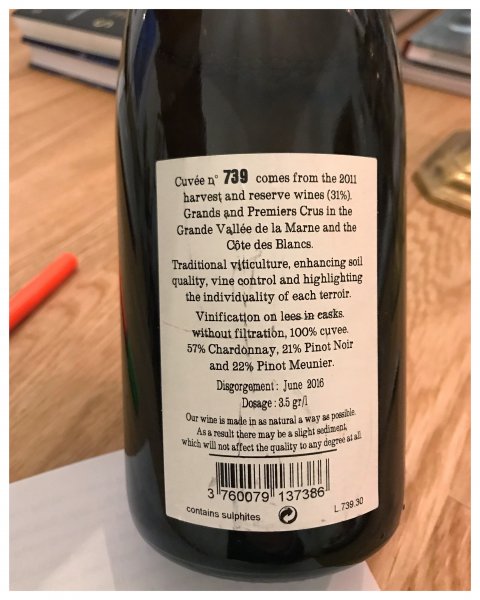 Cuvée n° 739 comes from the 2011
harvest and reserve wines (31%).
Grands and Premiers Crus in the
Grande Vallée de la Marne and the
Côte des Blancs.
Traditional viticulture, enhancing soil
quality, vine control and highlighting
the individuality of each terroir.
Vinification on lees in casks.
without filtration, 100% cuvee.
57% Chardonnay, 21% Pinot Noir
and 22% Pinot Meunier.
Disgorgement : June 2016
Dosage : 3.5 gr/l
Our wine is made in as natural a way as possible.
As a result there may be a slight sediment,
which will not affect the quality to any degree at all.
3 760079 137386
contains sulphites
L.739.30